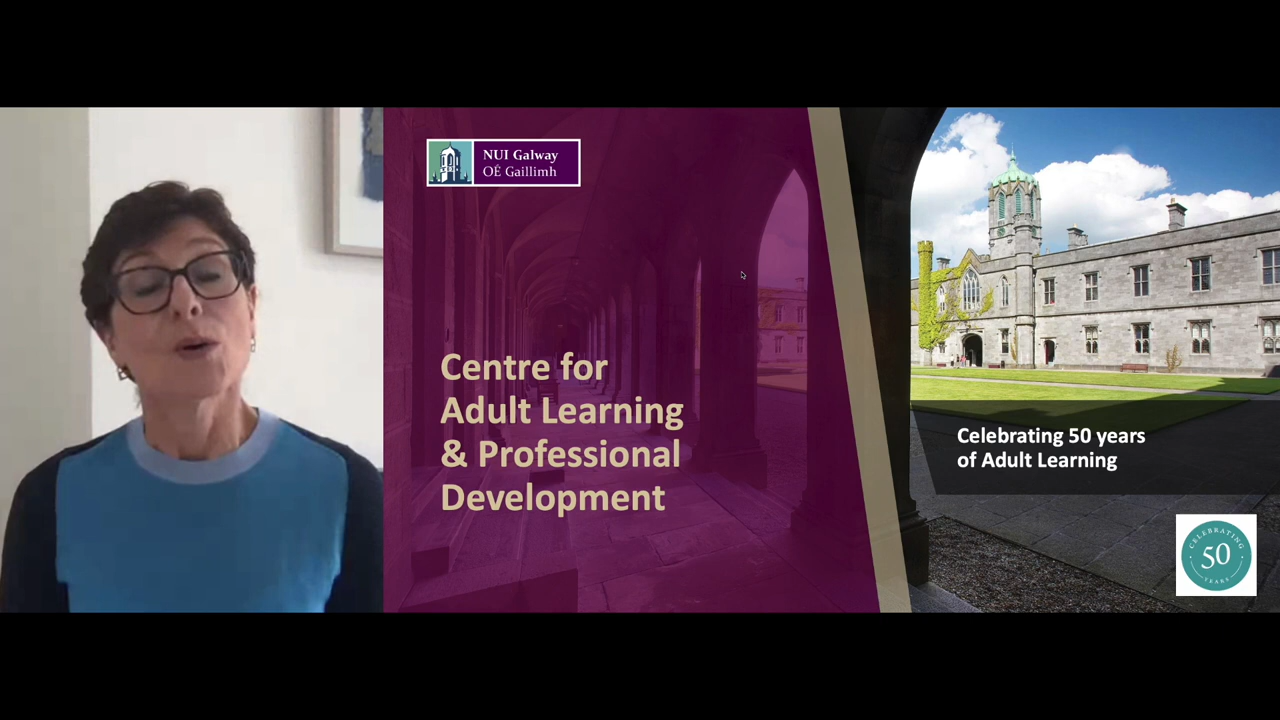 NUI Galway
OÉ Gaillimh
Centre for
Adult Learning
& Professional
Development
Celebrating 50 years
of Adult Learning
CELEBRATING
50
YEARS